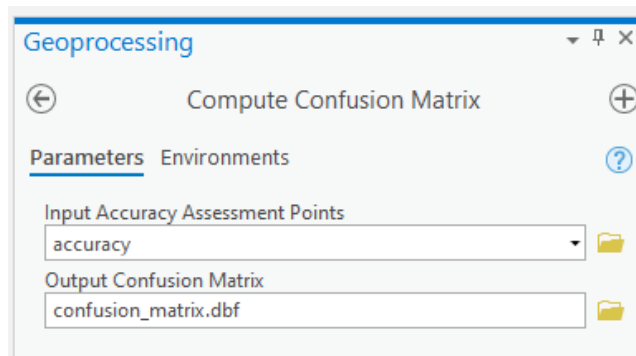 Geoprocessing
Compute Confusion Matrix
Parameters Environments
Input Accuracy Assessment Points
accuracy
Output Confusion Matrix
confusion_matrix.dbf